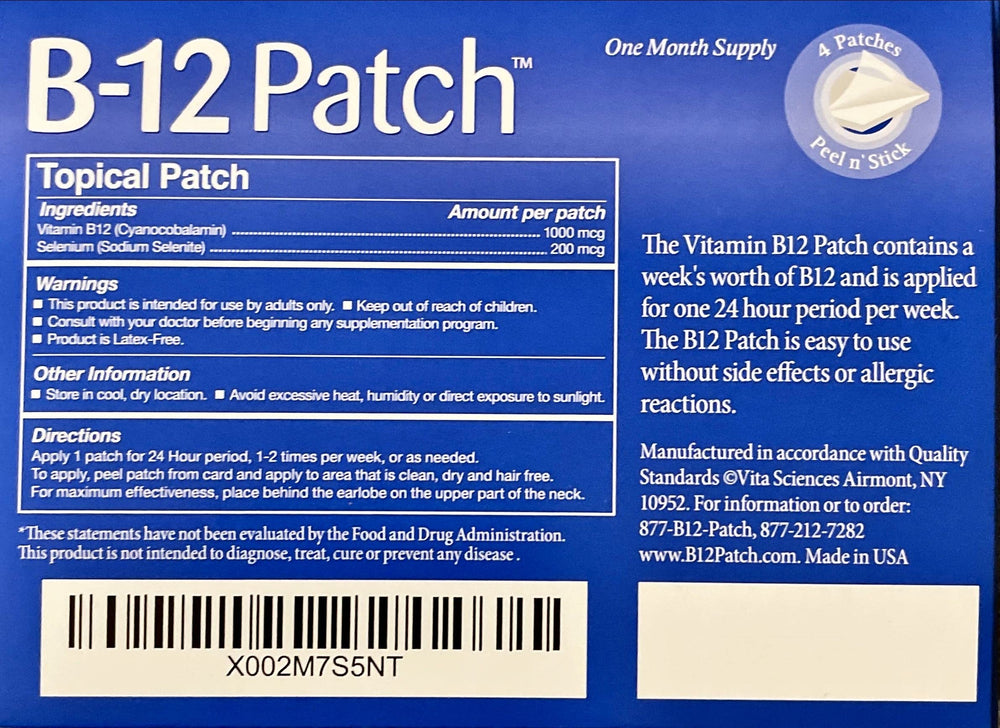 B-12 Patch™
One Month Supply
4 Patches
Peel n' Stick
Topical Patch
Ingredients Amount per patch
Vitamin B12 (Cyanocobalamin) ........ 1000 mcg
Selenium (Sodium Selenite) ........ 200 mcg
Warnings
■ This product is intended for use by adults only. ■ Keep out of reach of children.
■ Consult with your doctor before beginning any supplementation program.
■ Product is Latex-Free.
Other Information
■ Store in cool, dry location. ■ Avoid excessive heat, humidity or direct exposure to sunlight.
Directions
Apply 1 patch for 24 Hour period, 1-2 times per week, or as needed.
To apply, peel patch from card and apply to area that is clean, dry and hair free.
For maximum effectiveness, place behind the earlobe on the upper part of the neck.
*These statements have not been evaluated by the Food and Drug Administration.
This product is not intended to diagnose, treat, cure or prevent any disease .
X002M7S5NT
The Vitamin B12 Patch contains a
week's worth of B12 and is applied
for one 24 hour period per week.
The B12 Patch is easy to use
without side effects or allergic
reactions.
Manufactured in accordance with Quality
Standards ©Vita Sciences Airmont, NY
10952. For information or to order:
877-B12-Patch, 877-212-7282
www.B12Patch.com. Made in USA